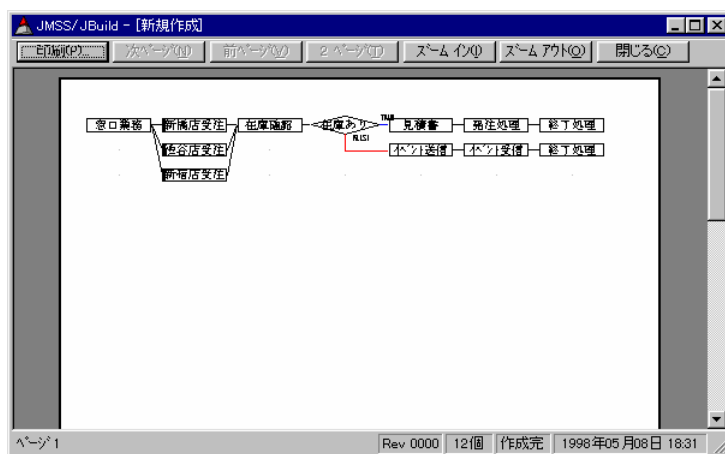 JMSS/JBuild - [新規作成]
印刷(P)... 次ページ(N) 前ページ(V) 2 ページ(T) ズーム イン(I) ズーム アウト(O) 閉じる(C)
窓口業務 新橋店受注 在庫確認 在庫あり TRUE 見積書 発注処理 終了処理
渋谷店受注 FALSE イベント送信 イベント受信 終了処理
新宿店受注
ページ 1 Rev 0000 12個 作成完 1998年05月08日 18:31